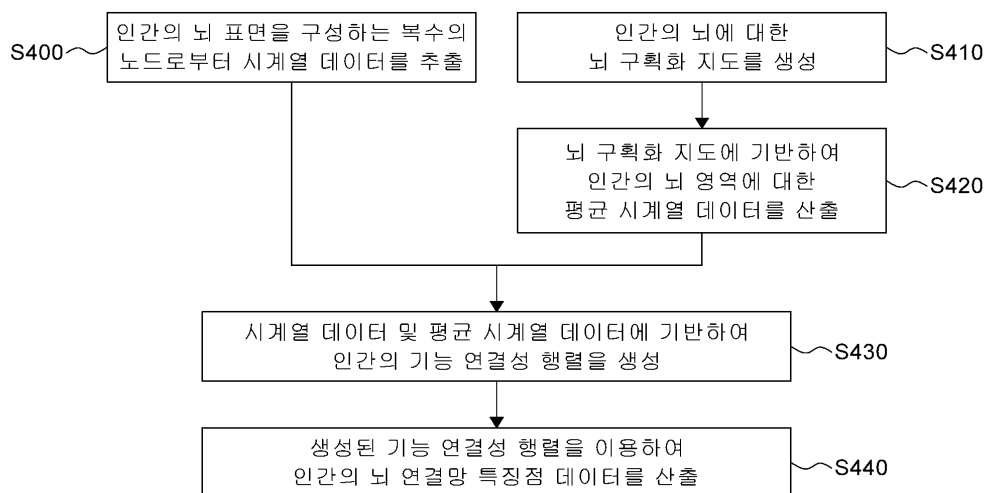 S400
인간의 뇌 표면을 구성하는 복수의
노드로부터 시계열 데이터를 추출
인간의 뇌에 대한
뇌 구획화 지도를 생성
S410
뇌 구획화 지도에 기반하여
인간의 뇌 영역에 대한
평균 시계열 데이터를 산출
S420
시계열 데이터 및 평균 시계열 데이터에 기반하여
인간의 기능 연결성 행렬을 생성
S430
생성된 기능 연결성 행렬을 이용하여
인간의 뇌 연결망 특징점 데이터를 산출
S440